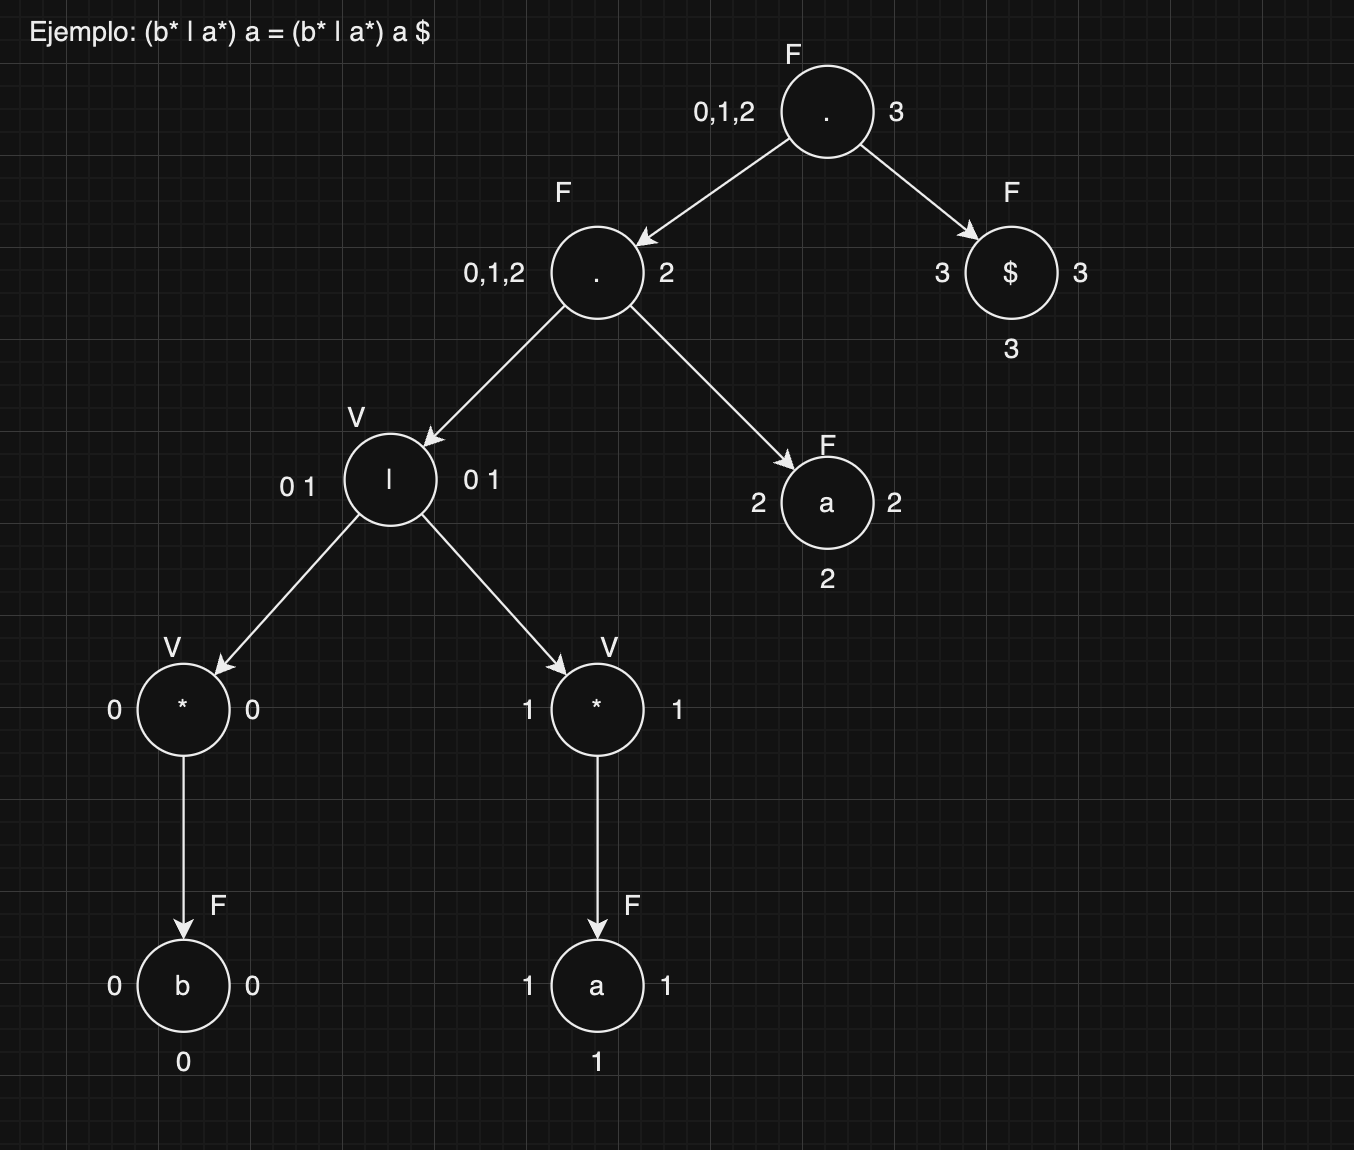 Ejemplo: (b* | a*) a = (b* | a*) a $
F
0,1,2 . 3
F F
0,1,2 . 2 3 $ 3
3
V
0 1 | 0 1
F
2 a 2
2
V V
0 * 0 1 * 1
F F
0 b 0 1 a 1
0 1